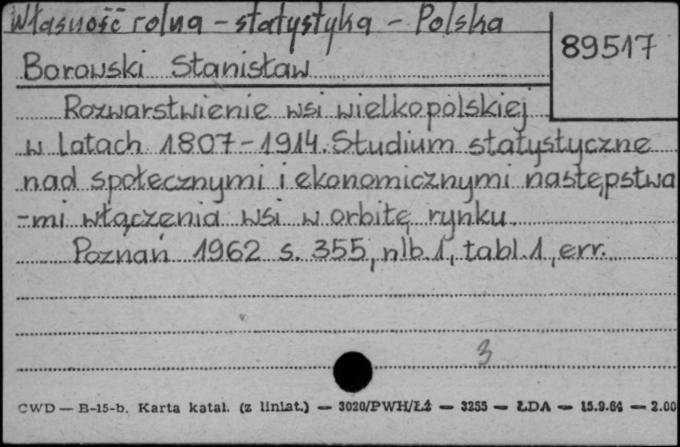 Własność rolna - statystyka - Polska
89517
Borowski Stanisław
Rozwarstwienie wsi wielkopolskiej
w latach 1807-1914. Studium statystyczne
nad społecznymi i ekonomicznymi następstwa
-mi włączenia wsi w orbitę rynku.
Poznań 1962 s. 355, nlb. 1, tabl. 1, err.
3
CWD — B-15-b. Karta katal. (z liniat.) — 3020/PWH/Łż — 3255 — ŁDA — 15.9.64 — 2.00